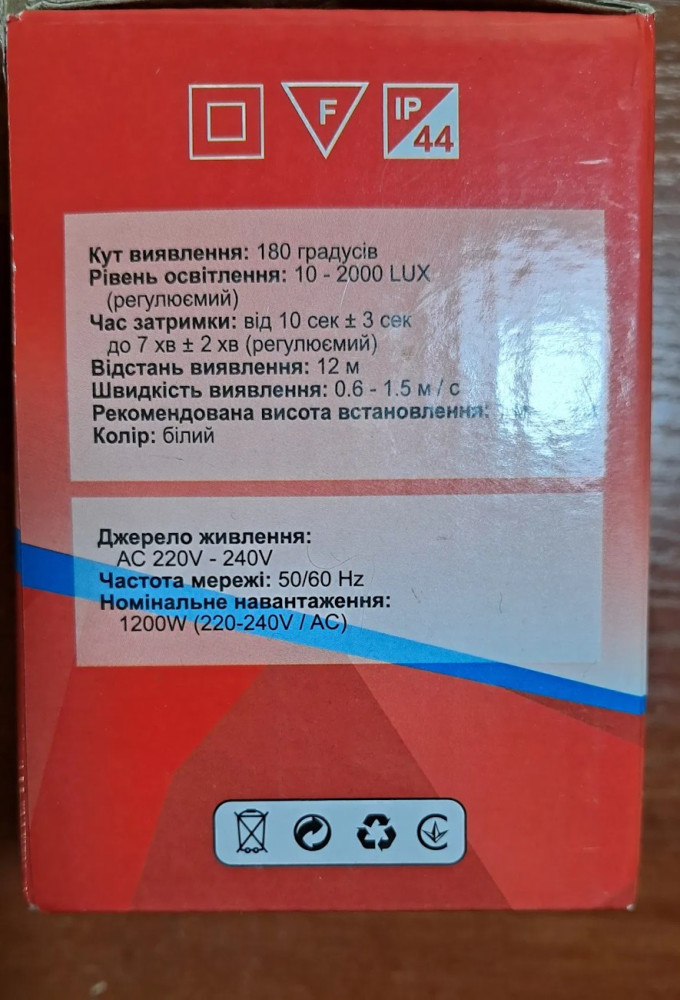 F
IP
44
Кут виявлення: 180 градусів
Рівень освітлення: 10 - 2000 LUX
(регулюємий)
Час затримки: від 10 сек ± 3 сек
до 7 хв ± 2 хв (регулюємий)
Відстань виявлення: 12 м
Швидкість виявлення: 0.6 - 1.5 м / с
Рекомендована висота встановлення:
Колір: білий
Джерело живлення:
AC 220V - 240V
Частота мережі: 50/60 Hz
Номінальне навантаження:
1200W (220-240V / AC)